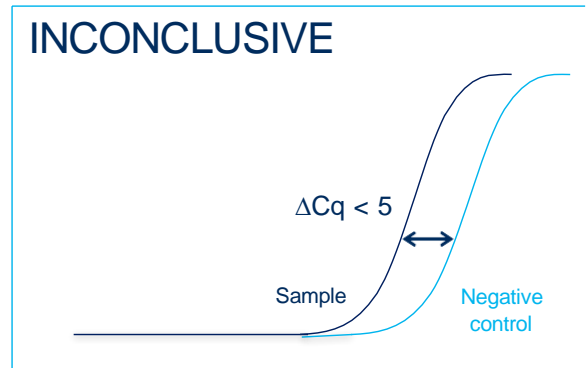 INCONCLUSIVE
ΔCq < 5
Sample
Negative
control